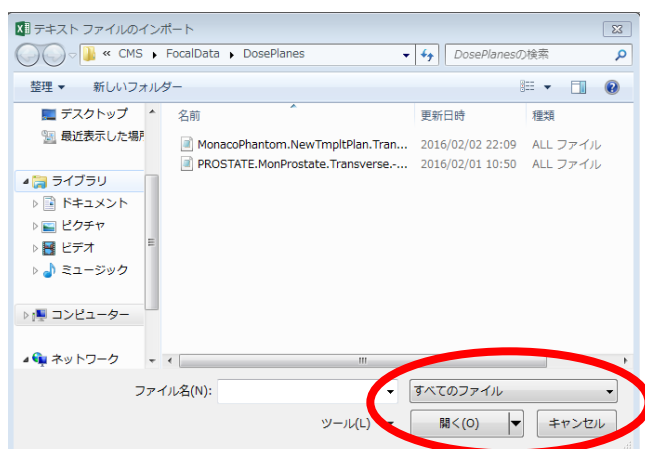 テキスト ファイルのインポート
« CMS FocalData DosePlanes
DosePlanesの検索
整理 新しいフォルダー
デスクトップ
最近表示した場所
ライブラリ
ドキュメント
ピクチャ
ビデオ
ミュージック
コンピューター
ネットワーク
名前 更新日時 種類
MonacoPhantom.NewTmpltPlan.Tran... 2016/02/02 22:09 ALL ファイル
PROSTATE.MonProstate.Transverse.-... 2016/02/01 10:50 ALL ファイル
ファイル名(N): すべてのファイル
ツール(L) 開く(O) キャンセル